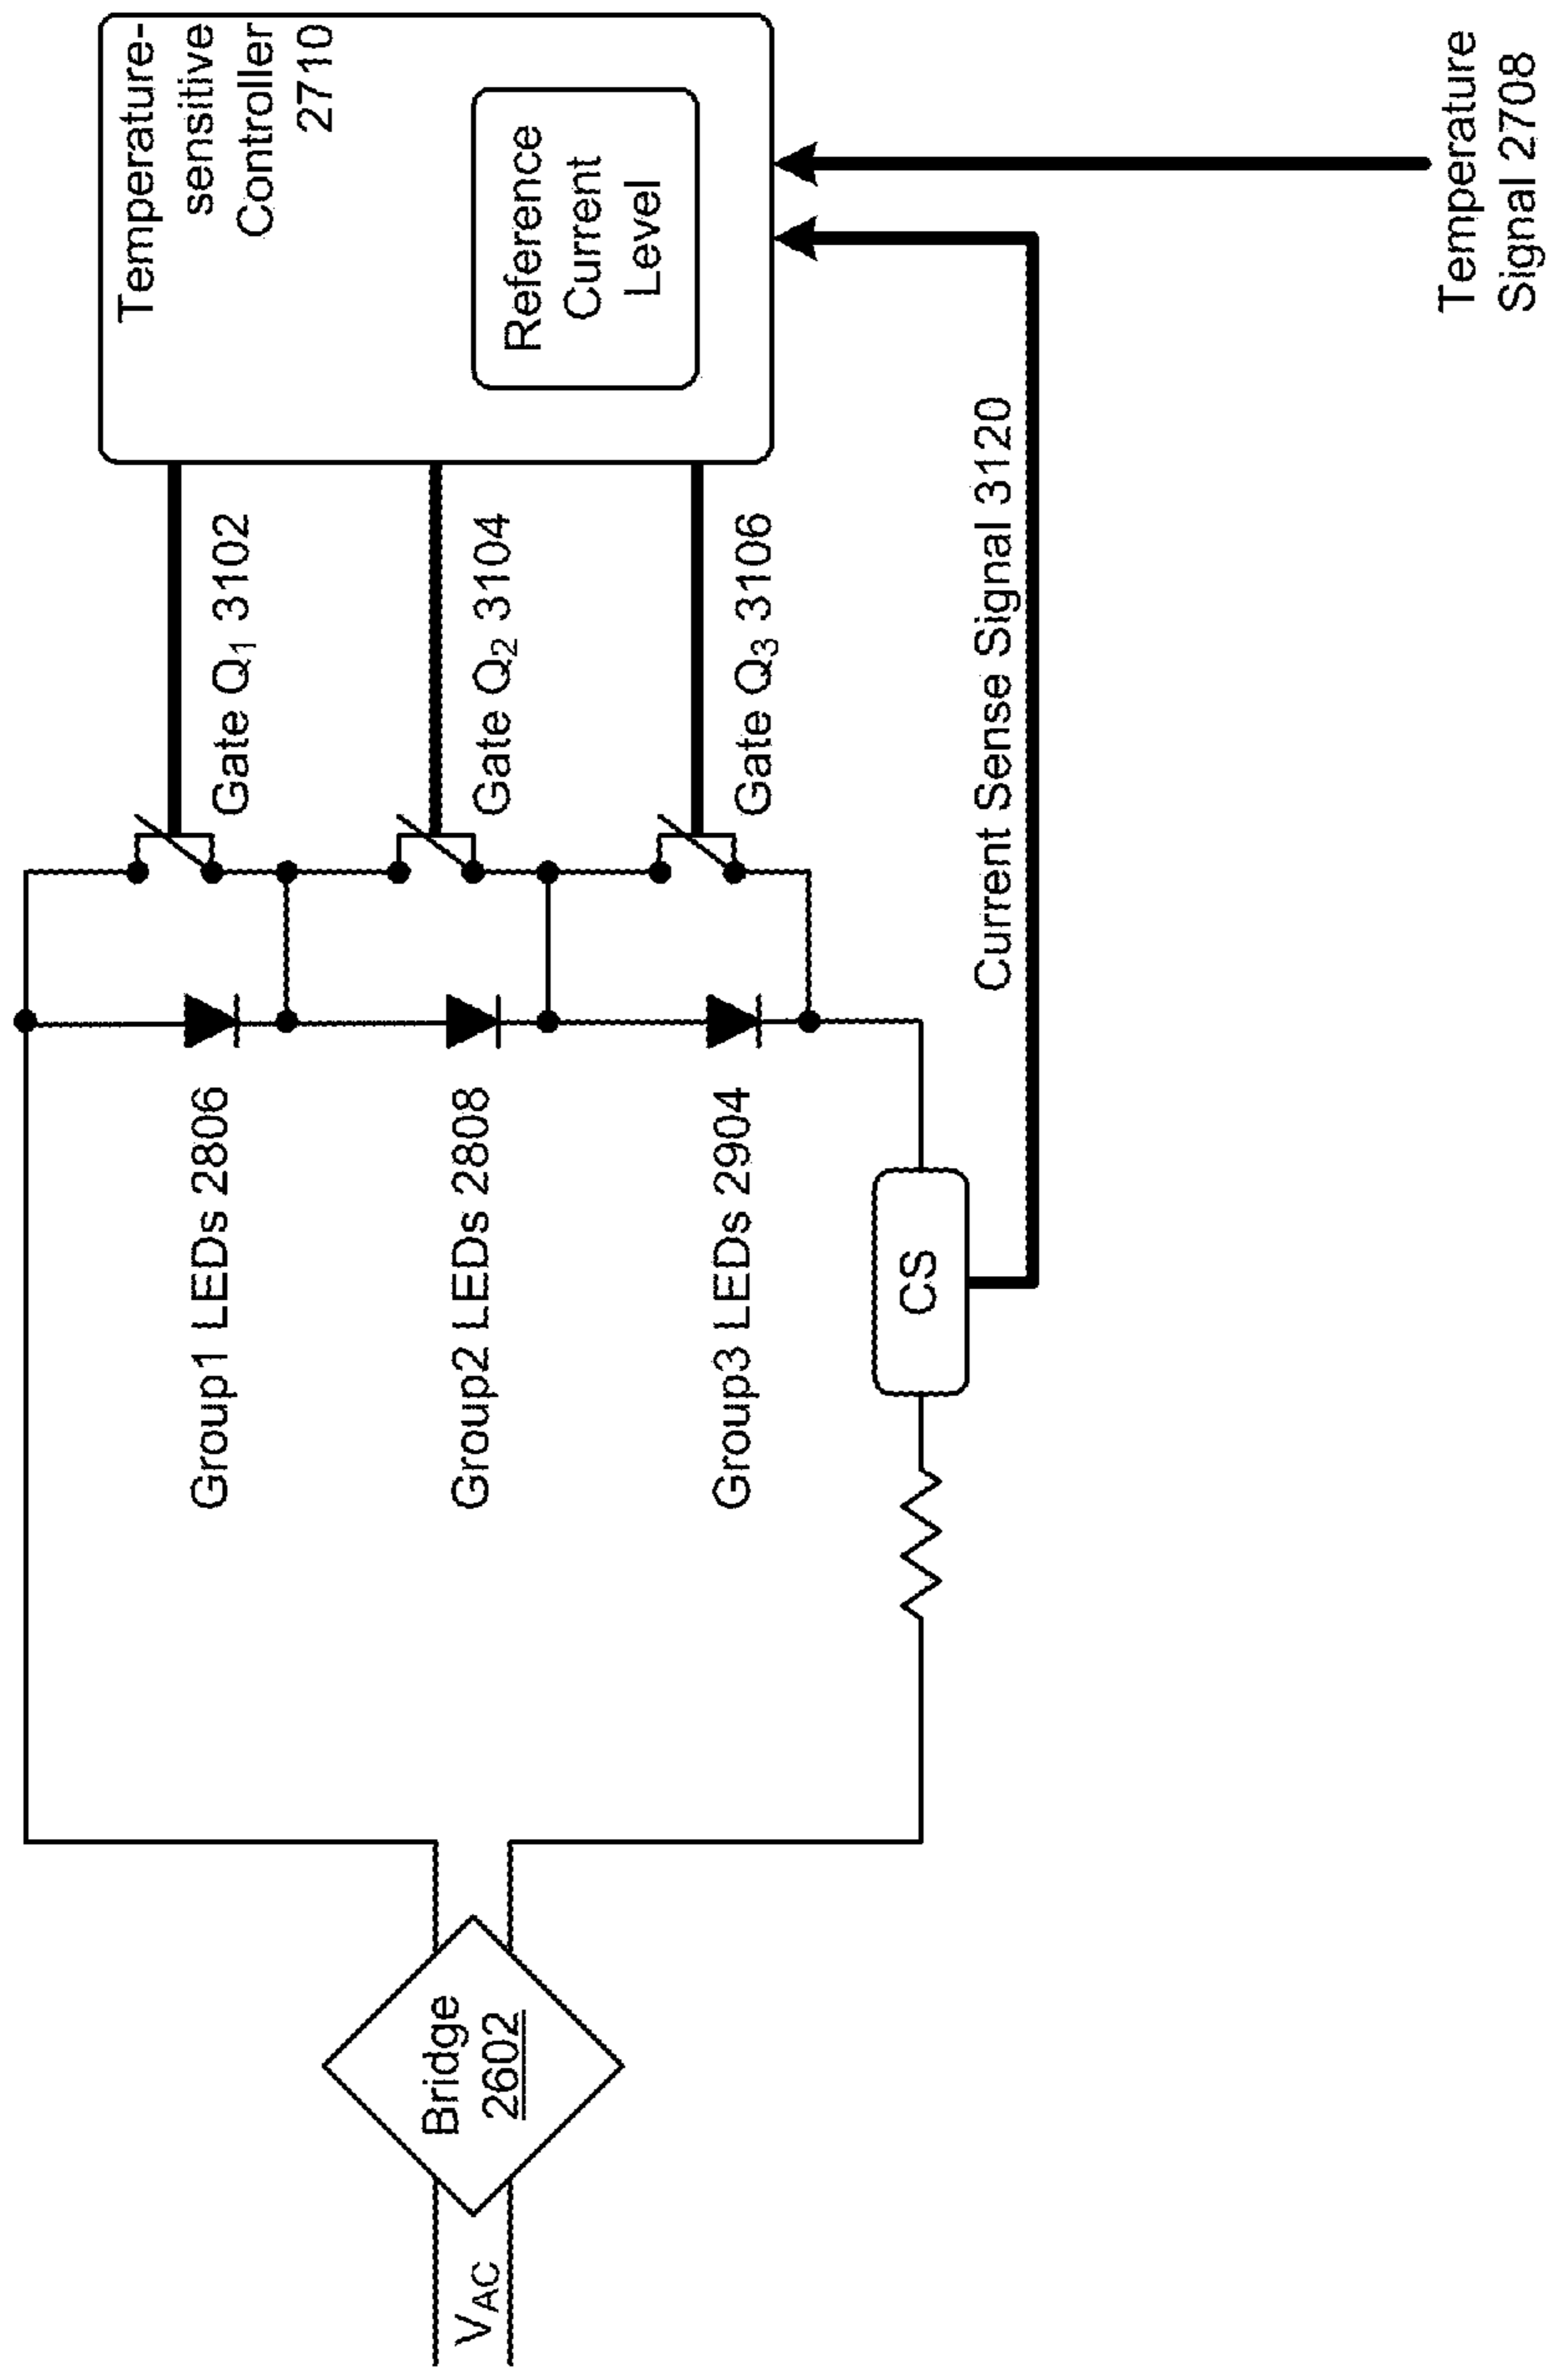 Temperature-
sensitive
Controller
2710
Reference
Current
Level
Gate Q₁ 3102
Gate Q₂ 3104
Gate Q₃ 3106
Group1 LEDs 2806
Group2 LEDs 2808
Group3 LEDs 2904
CS
Current Sense Signal 3120
Temperature
Signal 2708
Bridge
2602
VAC